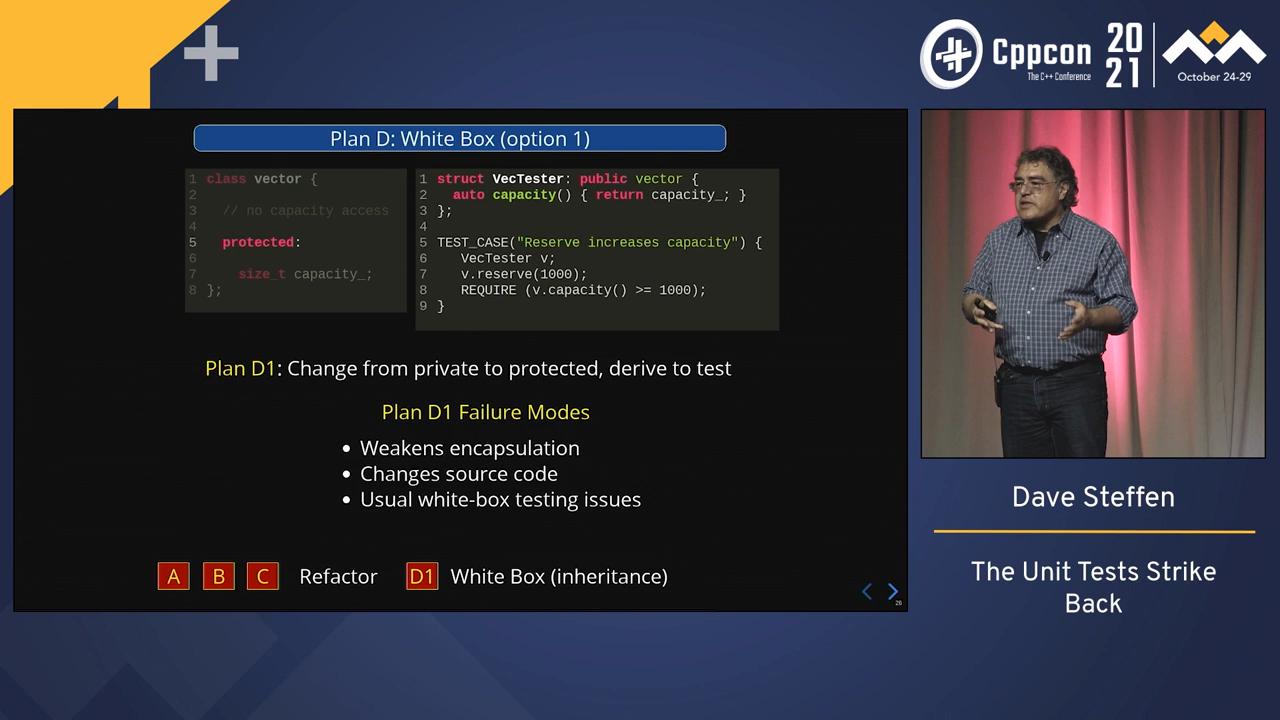 Cppcon
The C++ Conference
20
21
October 24-29
Plan D: White Box (option 1)
1 class vector {
2
3 // no capacity access
4
5 protected:
6
7 size_t capacity_;
8 };
1 struct VecTester: public vector {
2 auto capacity() { return capacity_; }
3 };
4
5 TEST_CASE("Reserve increases capacity") {
6 VecTester v;
7 v.reserve(1000);
8 REQUIRE (v.capacity() >= 1000);
9 }
Plan D1: Change from private to protected, derive to test
Plan D1 Failure Modes
• Weakens encapsulation
• Changes source code
• Usual white-box testing issues
A B C Refactor D1 White Box (inheritance)
26
Dave Steffen
The Unit Tests Strike
Back